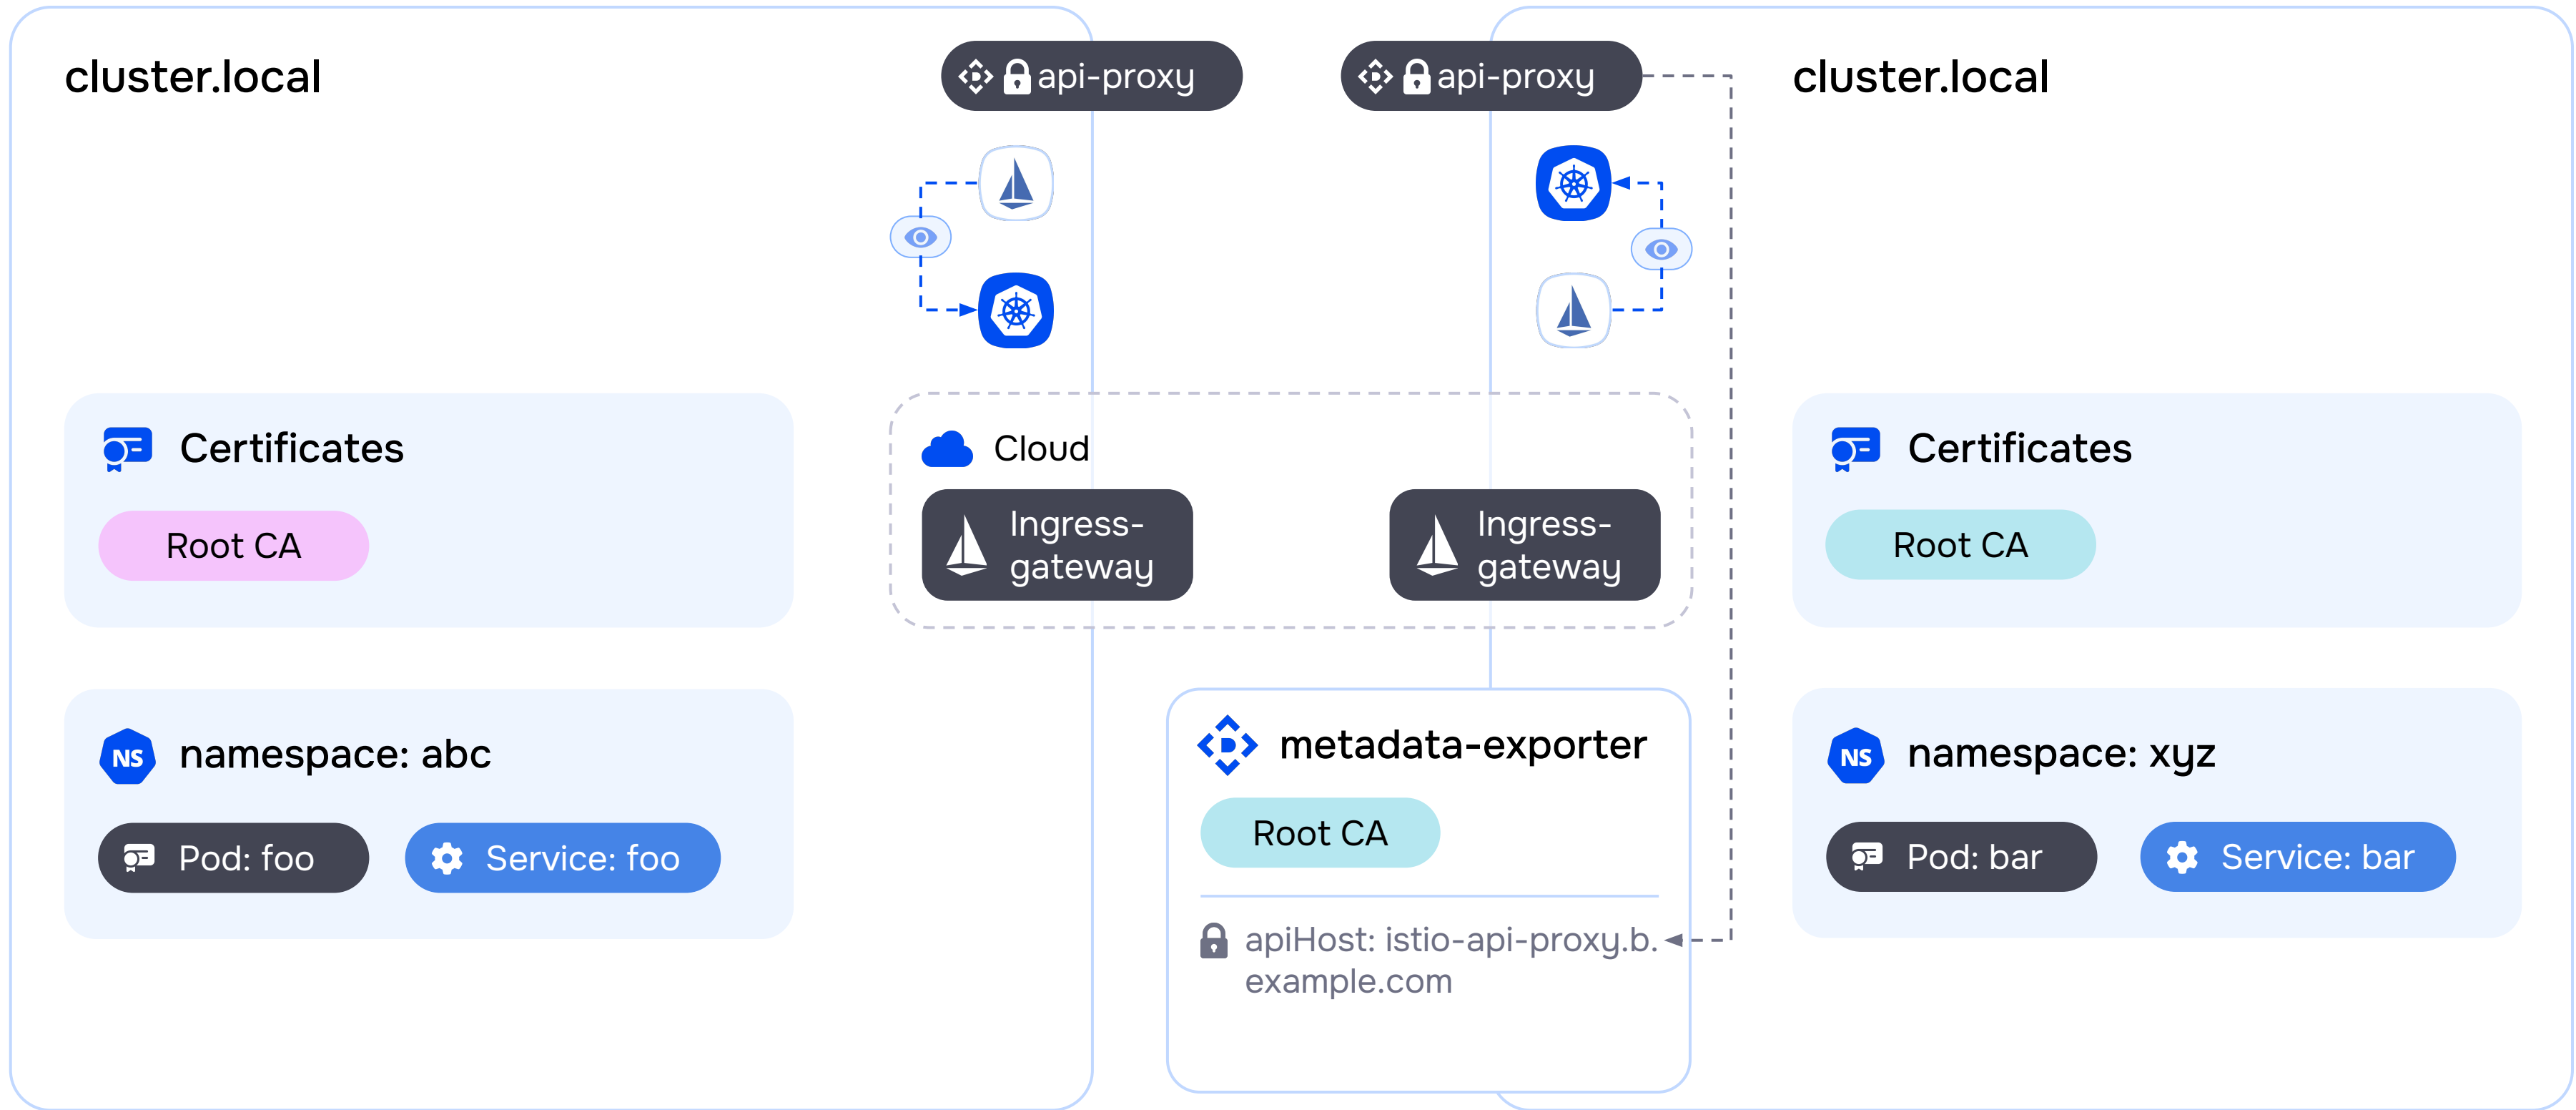 cluster.local
api-proxy
api-proxy
cluster.local
Certificates
Root CA
Cloud
Ingress-
gateway
Ingress-
gateway
Certificates
Root CA
NS
namespace: abc
Pod: foo
Service: foo
D
metadata-exporter
Root CA
apiHost: istio-api-proxy.b.
example.com
NS
namespace: xyz
Pod: bar
Service: bar